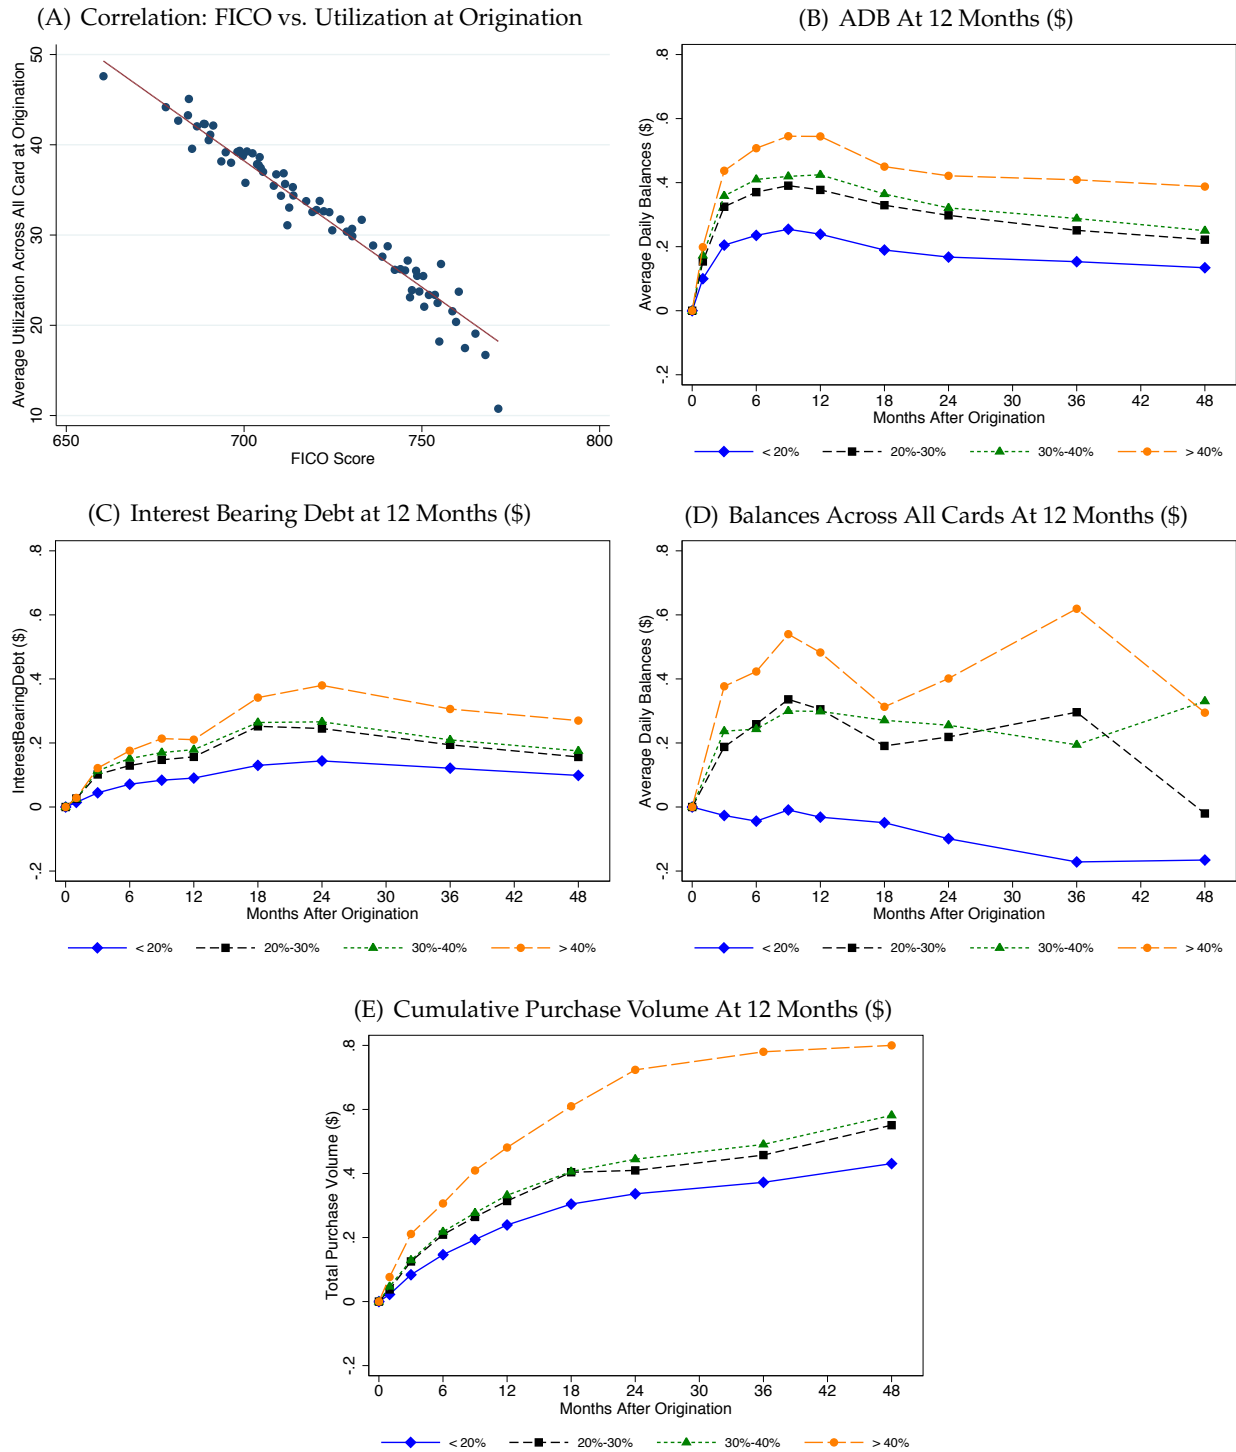 (A) Correlation: FICO vs. Utilization at Origination
Average Utilization Across All Card at Origination
50
40
30
20
10
650 700 750 800
FICO Score
(B) ADB At 12 Months ($)
Average Daily Balances ($)
.8
.6
.4
.2
0
-.2
0 6 12 18 24 30 36 42 48
Months After Origination
< 20% 20%-30% 30%-40% > 40%
(C) Interest Bearing Debt at 12 Months ($)
InterestBearingDebt ($)
.8
.6
.4
.2
0
-.2
0 6 12 18 24 30 36 42 48
Months After Origination
< 20% 20%-30% 30%-40% > 40%
(D) Balances Across All Cards At 12 Months ($)
Average Daily Balances ($)
.8
.6
.4
.2
0
-.2
0 6 12 18 24 30 36 42 48
Months After Origination
< 20% 20%-30% 30%-40% > 40%
(E) Cumulative Purchase Volume At 12 Months ($)
Total Purchase Volume ($)
.8
.6
.4
.2
0
-.2
0 6 12 18 24 30 36 42 48
Months After Origination
< 20% 20%-30% 30%-40% > 40%